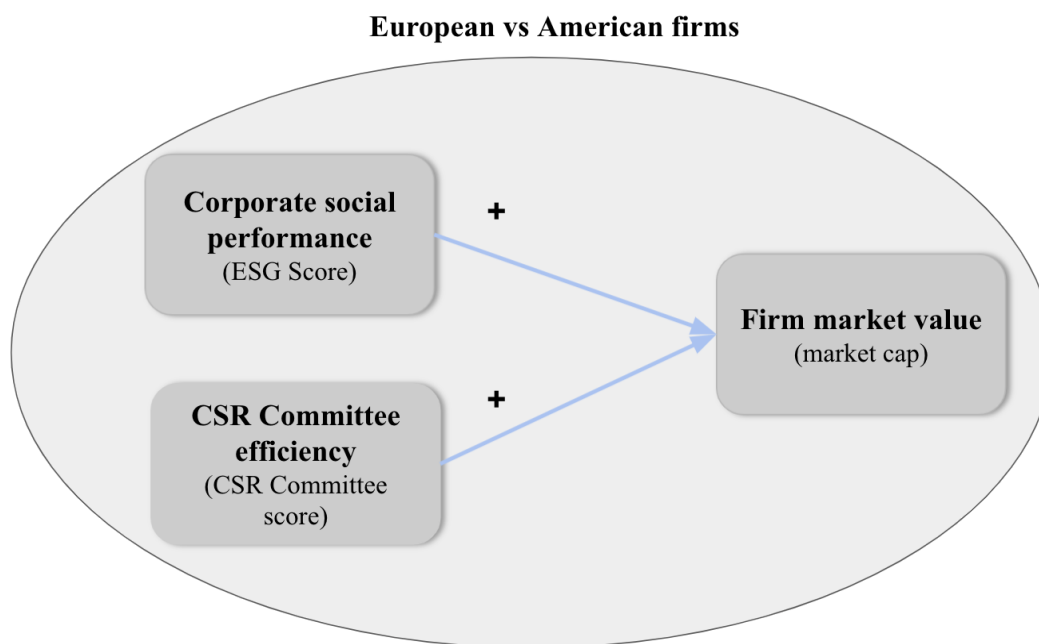 European vs American firms
Corporate social
performance
(ESG Score)
+
Firm market value
(market cap)
+
CSR Committee
efficiency
(CSR Committee
score)